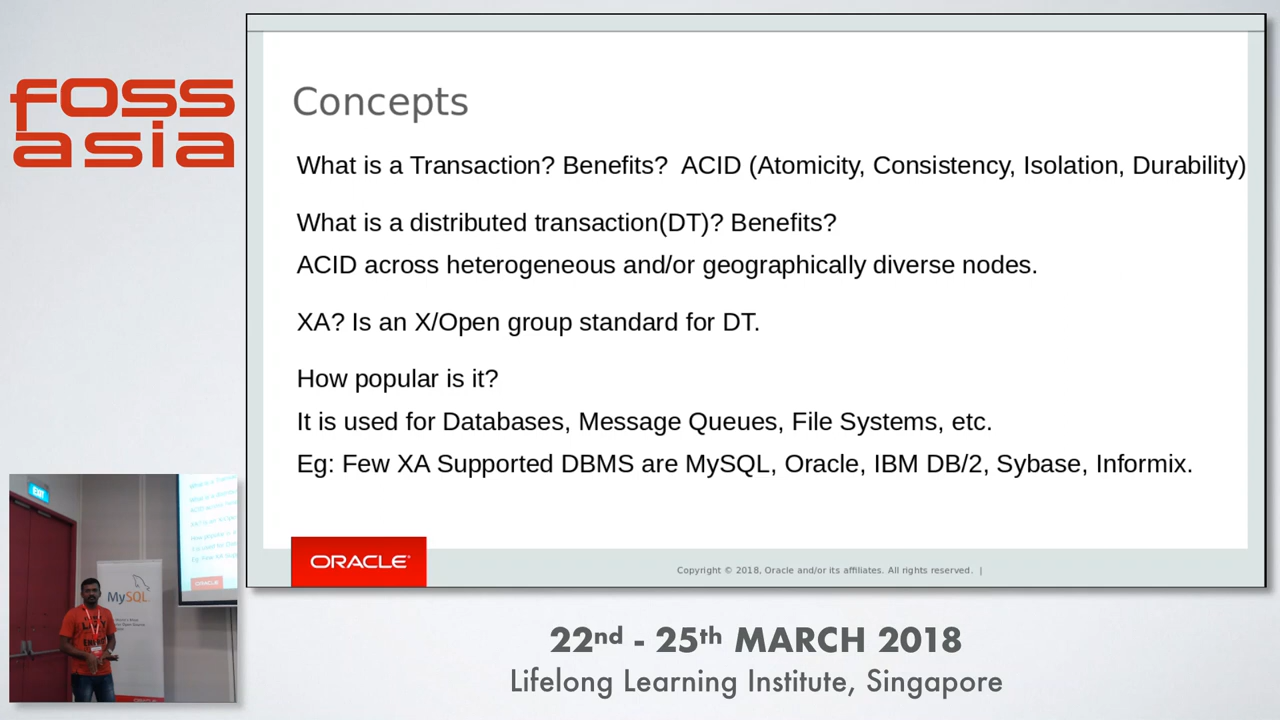 foss
asia
Concepts
What is a Transaction? Benefits? ACID (Atomicity, Consistency, Isolation, Durability)
What is a distributed transaction(DT)? Benefits?
ACID across heterogeneous and/or geographically diverse nodes.
XA? Is an X/Open group standard for DT.
How popular is it?
It is used for Databases, Message Queues, File Systems, etc.
Eg: Few XA Supported DBMS are MySQL, Oracle, IBM DB/2, Sybase, Informix.
ORACLE®
Copyright © 2018, Oracle and/or its affiliates. All rights reserved. |
EXIT
MySQL
22nd - 25th MARCH 2018
Lifelong Learning Institute, Singapore